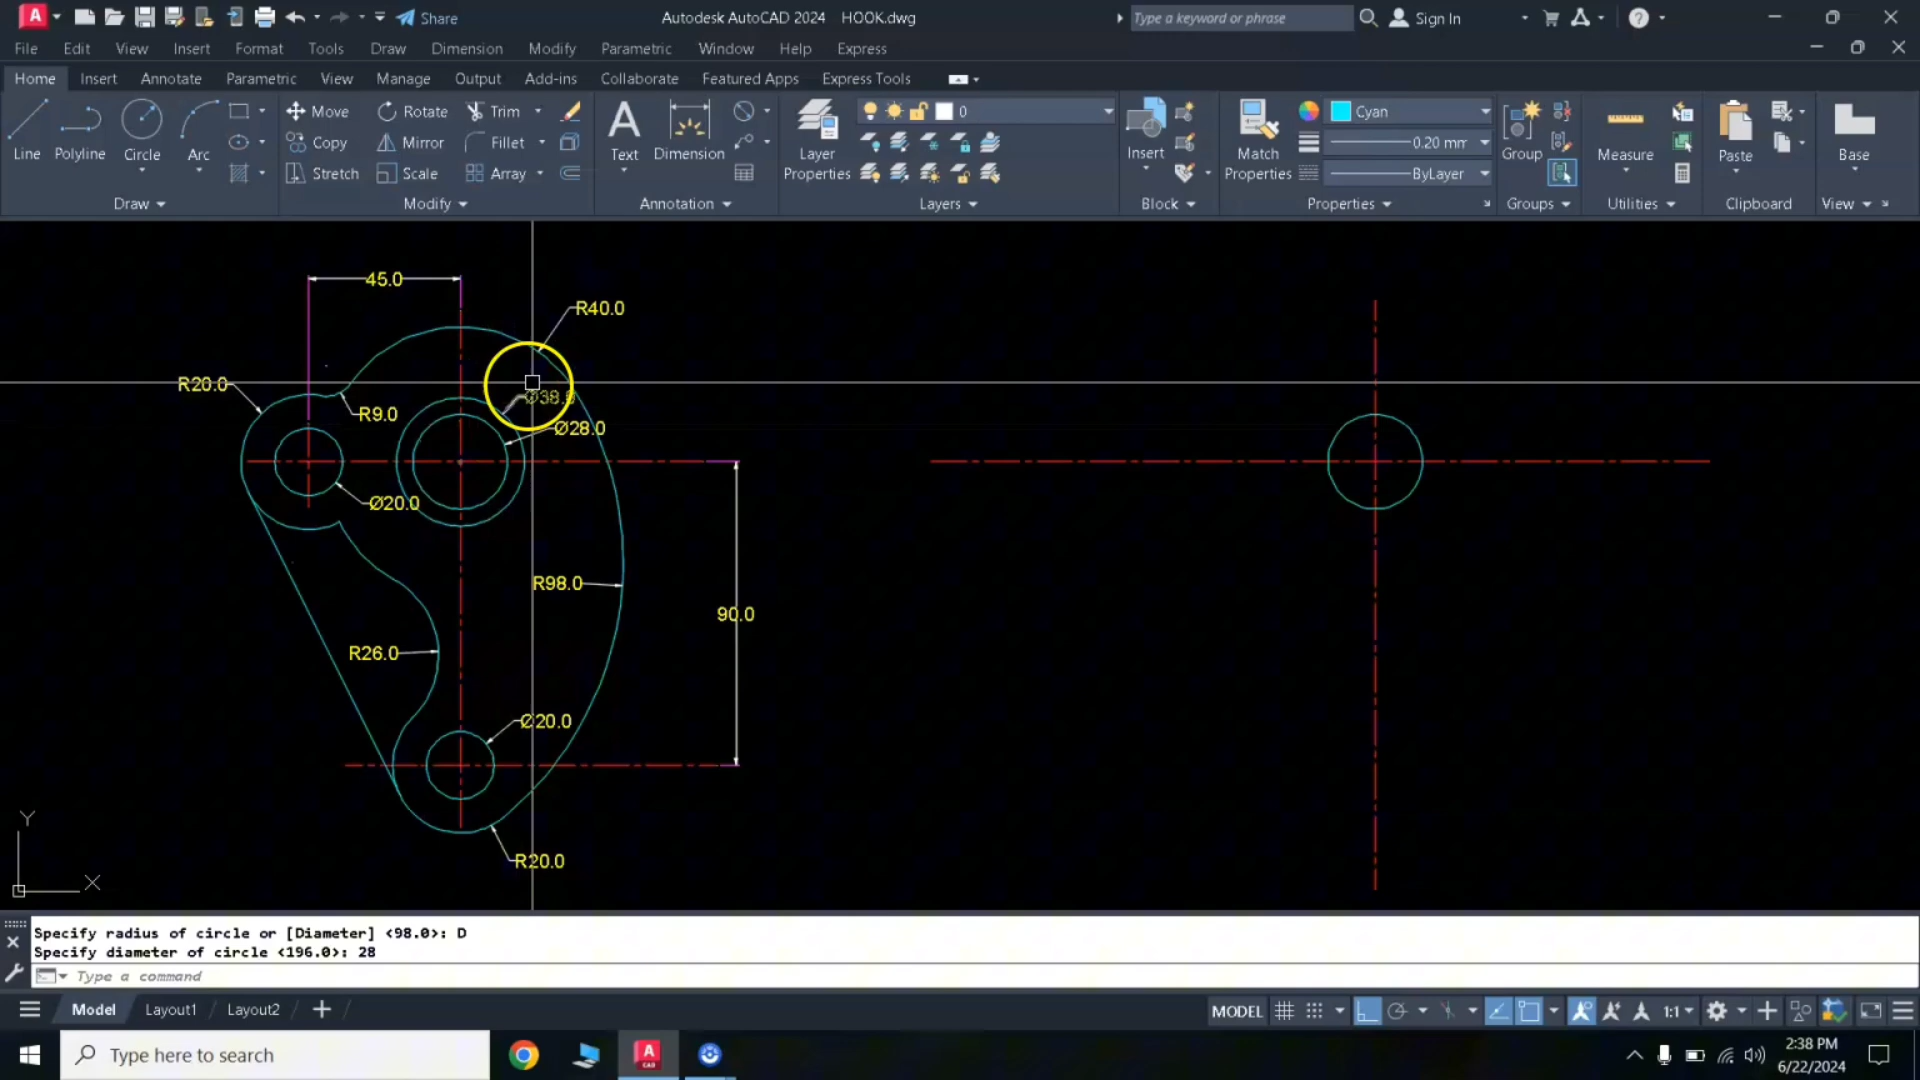 Share
Autodesk AutoCAD 2024 HOOK.dwg
Type a keyword or phrase
Sign In
File Edit View Insert Format Tools Draw Dimension Modify Parametric Window Help Express
Home Insert Annotate Parametric View Manage Output Add-ins Collaborate Featured Apps Express Tools
Line Polyline Circle Arc
Move Rotate Trim
Copy Mirror Fillet
Stretch Scale Array
Text Dimension
Layer Properties
0
Insert
Match Properties
Cyan
0.20 mm
ByLayer
Group
Measure
Paste
Base
Draw Modify Annotation Layers Block Properties Groups Utilities Clipboard View
45.0
R40.0
R20.0
Ø38.0
R9.0
Ø28.0
Ø20.0
R98.0
90.0
R26.0
Ø20.0
R20.0
Y
X
Specify radius of circle or [Diameter] <98.0>: D
Specify diameter of circle <196.0>: 28
Type a command
Model Layout1 Layout2
MODEL
1:1
Type here to search
A
CAD
2:38 PM
6/22/2024